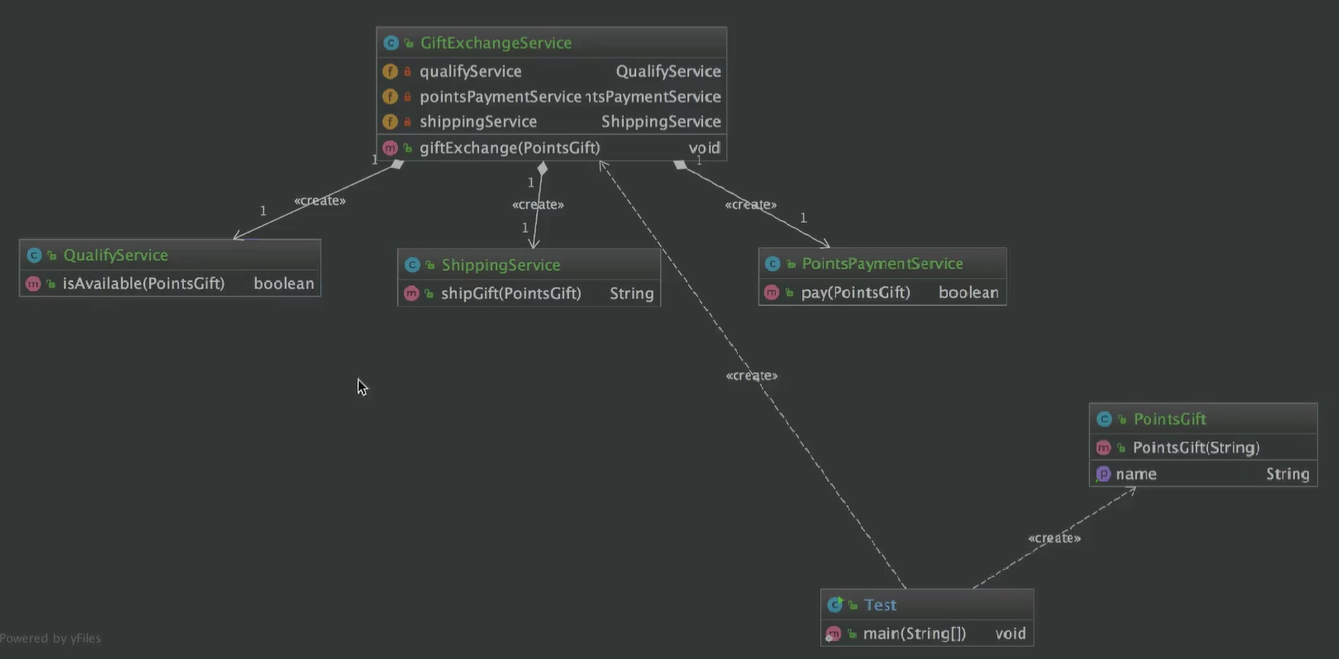 GiftExchangeService
qualifyService QualifyService
pointsPaymentService ntsPaymentService
shippingService ShippingService
giftExchange(PointsGift) void
1 1
1
«create» «create» «create»
1 1 1
QualifyService
isAvailable(PointsGift) boolean
ShippingService
shipGift(PointsGift) String
PointsPaymentService
pay(PointsGift) boolean
«create»
PointsGift
PointsGift(String)
name String
«create»
Test
main(String[]) void
Powered by yFiles